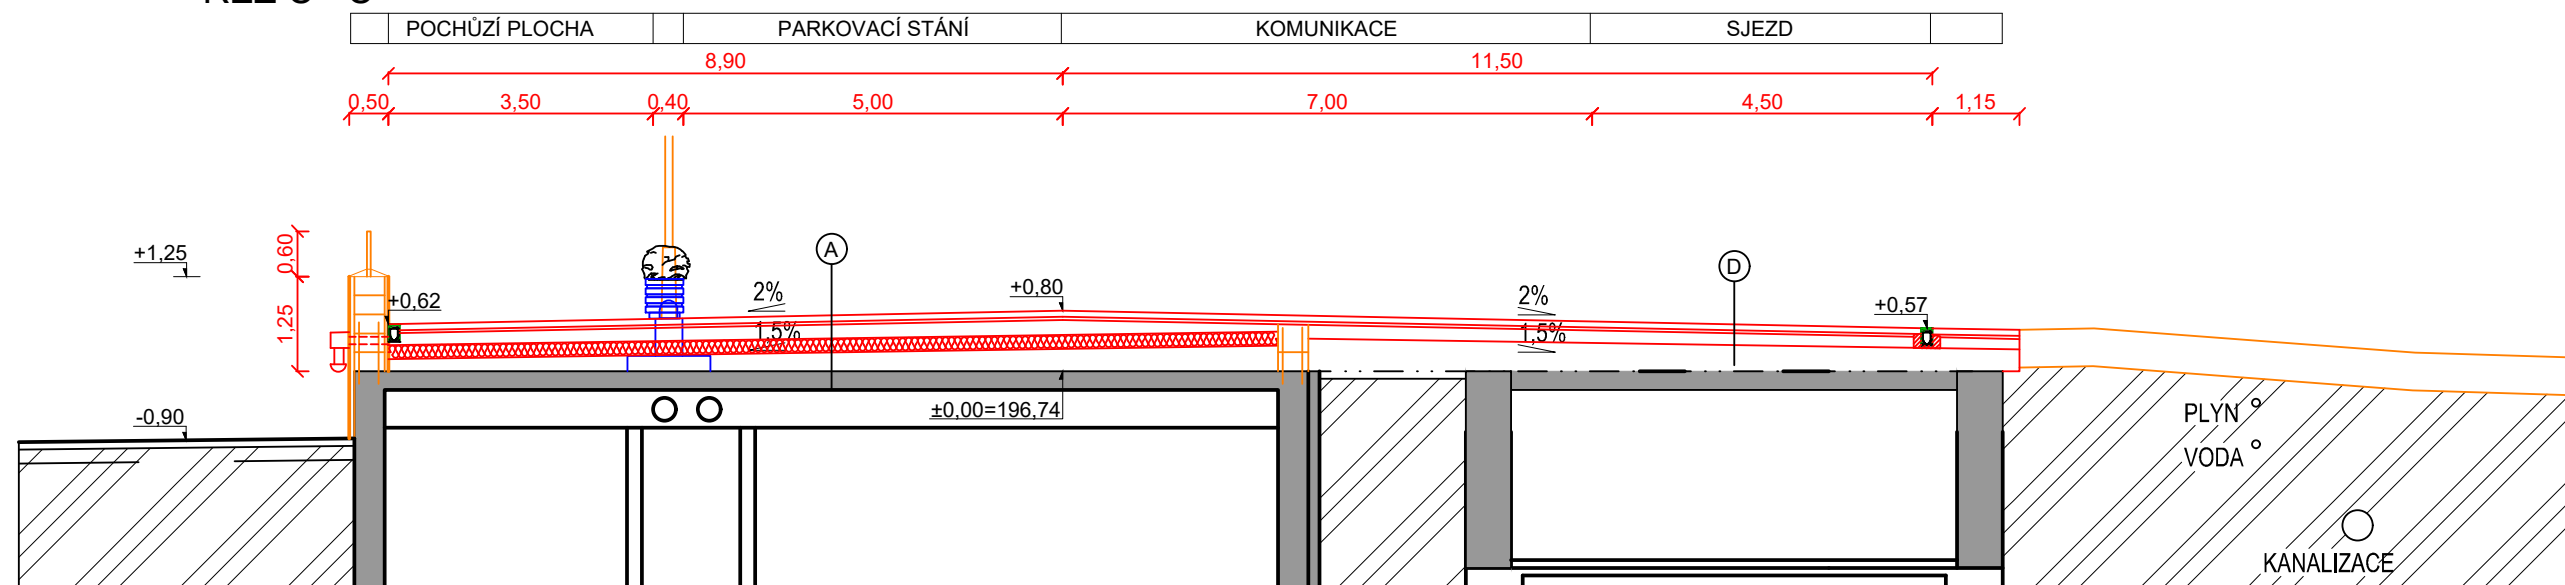 POCHŮZÍ PLOCHA PARKOVACÍ STÁNÍ KOMUNIKACE SJEZD
8,90 11,50
0,50 3,50 0,40 5,00 7,00 4,50 1,15
0,60
+1,25
A
D
+0,62
2%
+0,80
2%
+0,57
1,25
1,5%
1,5%
-0,90
±0,00=196,74
PLYN
VODA
KANALIZACE